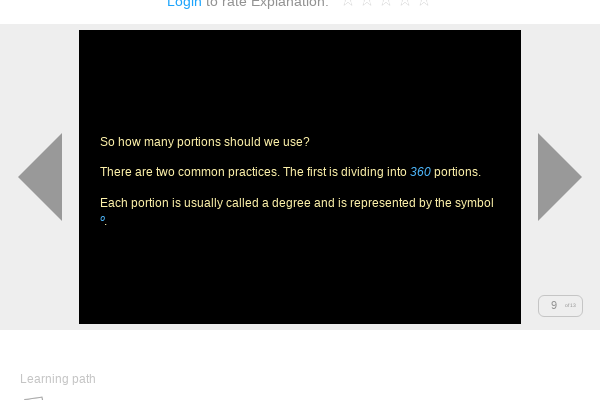 Login to rate Explanation:
So how many portions should we use?
There are two common practices. The first is dividing into 360 portions.
Each portion is usually called a degree and is represented by the symbol
º.
9 of 12
Learning path